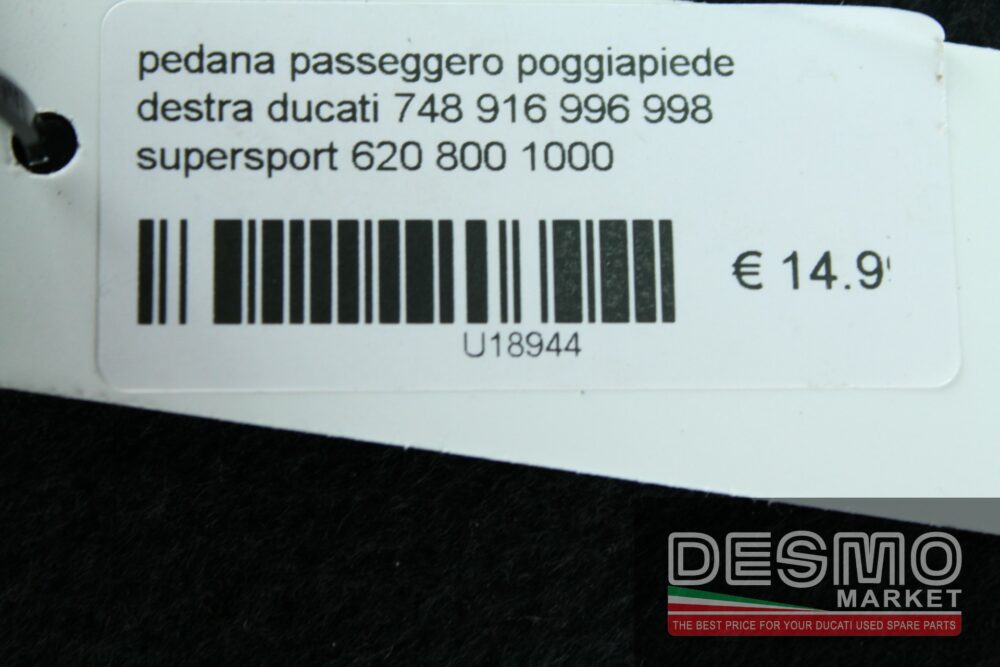 pedana passeggero poggiapiede
destra ducati 748 916 996 998
supersport 620 800 1000
€ 14.9
U18944
DESMO
MARKET
THE BEST PRICE FOR YOUR DUCATI USED SPARE PARTS